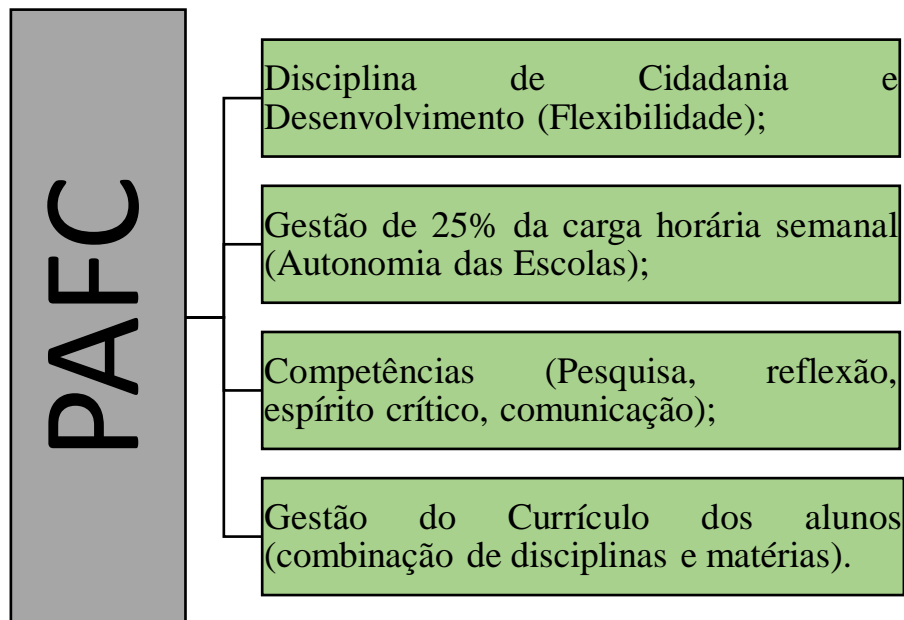 PAFC
Disciplina de Cidadania e
Desenvolvimento (Flexibilidade);
Gestão de 25% da carga horária semanal
(Autonomia das Escolas);
Competências (Pesquisa, reflexão,
espírito crítico, comunicação);
Gestão do Currículo dos alunos
(combinação de disciplinas e matérias).